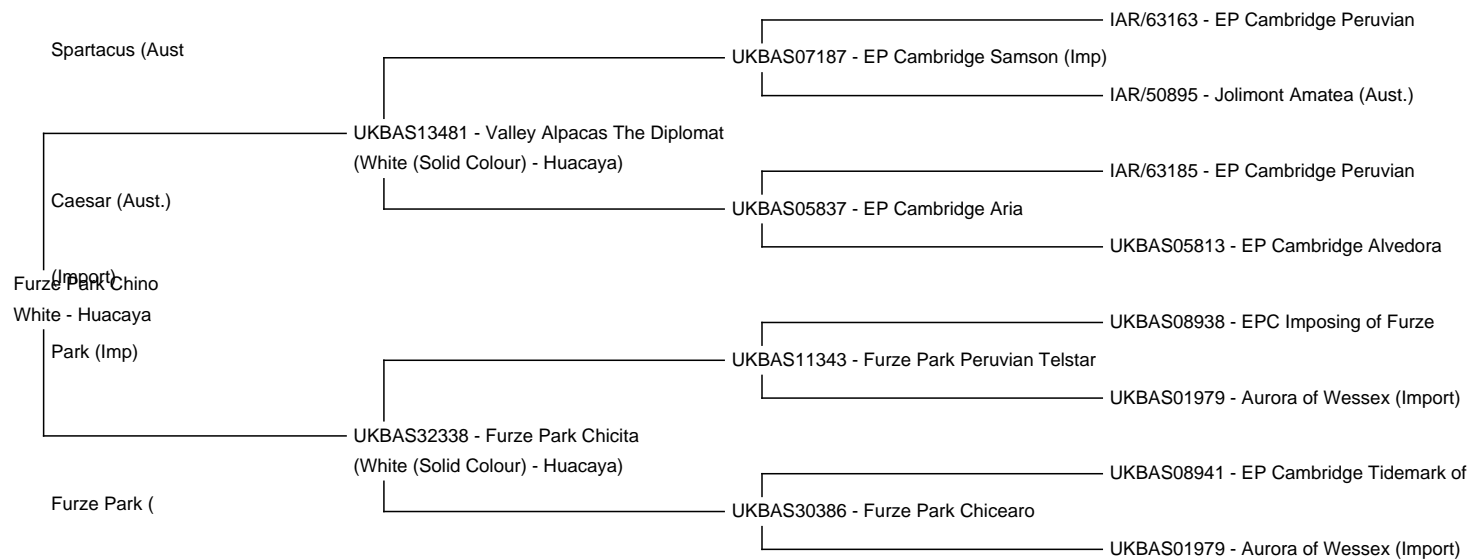 IAR/63163 - EP Cambridge Peruvian
Spartacus (Aust
UKBAS07187 - EP Cambridge Samson (Imp)
IAR/50895 - Jolimont Amatea (Aust.)
UKBAS13481 - Valley Alpacas The Diplomat
(White (Solid Colour) - Huacaya)
IAR/63185 - EP Cambridge Peruvian
Caesar (Aust.)
UKBAS05837 - EP Cambridge Aria
UKBAS05813 - EP Cambridge Alvedora
(Import)
Furze Park Chino
White - Huacaya
UKBAS08938 - EPC Imposing of Furze
Park (Imp)
UKBAS11343 - Furze Park Peruvian Telstar
UKBAS01979 - Aurora of Wessex (Import)
UKBAS32338 - Furze Park Chicita
(White (Solid Colour) - Huacaya)
UKBAS08941 - EP Cambridge Tidemark of
Furze Park (
UKBAS30386 - Furze Park Chicearo
UKBAS01979 - Aurora of Wessex (Import)